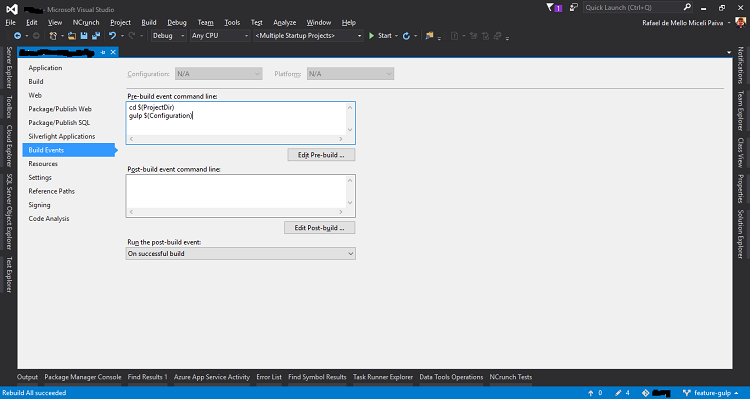 - Microsoft Visual Studio
1
Quick Launch (Ctrl+Q)
File Edit View NCrunch Project Build Debug Team Tools Test Analyze Window Help
Rafael de Mello Miceli Paiva
Debug Any CPU <Multiple Startup Projects> Start
Server Explorer
Toolbox
Cloud Explorer
SQL Server Object Explorer
Test Explorer
Application
Build
Web
Package/Publish Web
Package/Publish SQL
Silverlight Applications
Build Events
Resources
Settings
Reference Paths
Signing
Code Analysis
Configuration: N/A Platform: N/A
Pre-build event command line:
cd $(ProjectDir)
gulp $(Configuration)
Edit Pre-build ...
Post-build event command line:
Edit Post-build ...
Run the post-build event:
On successful build
Notifications
Team Explorer
Class View
Properties
Solution Explorer
Output Package Manager Console Find Results 1 Azure App Service Activity Error List Find Symbol Results Task Runner Explorer Data Tools Operations NCrunch Tests
Rebuild All succeeded
0 4 feature-gulp